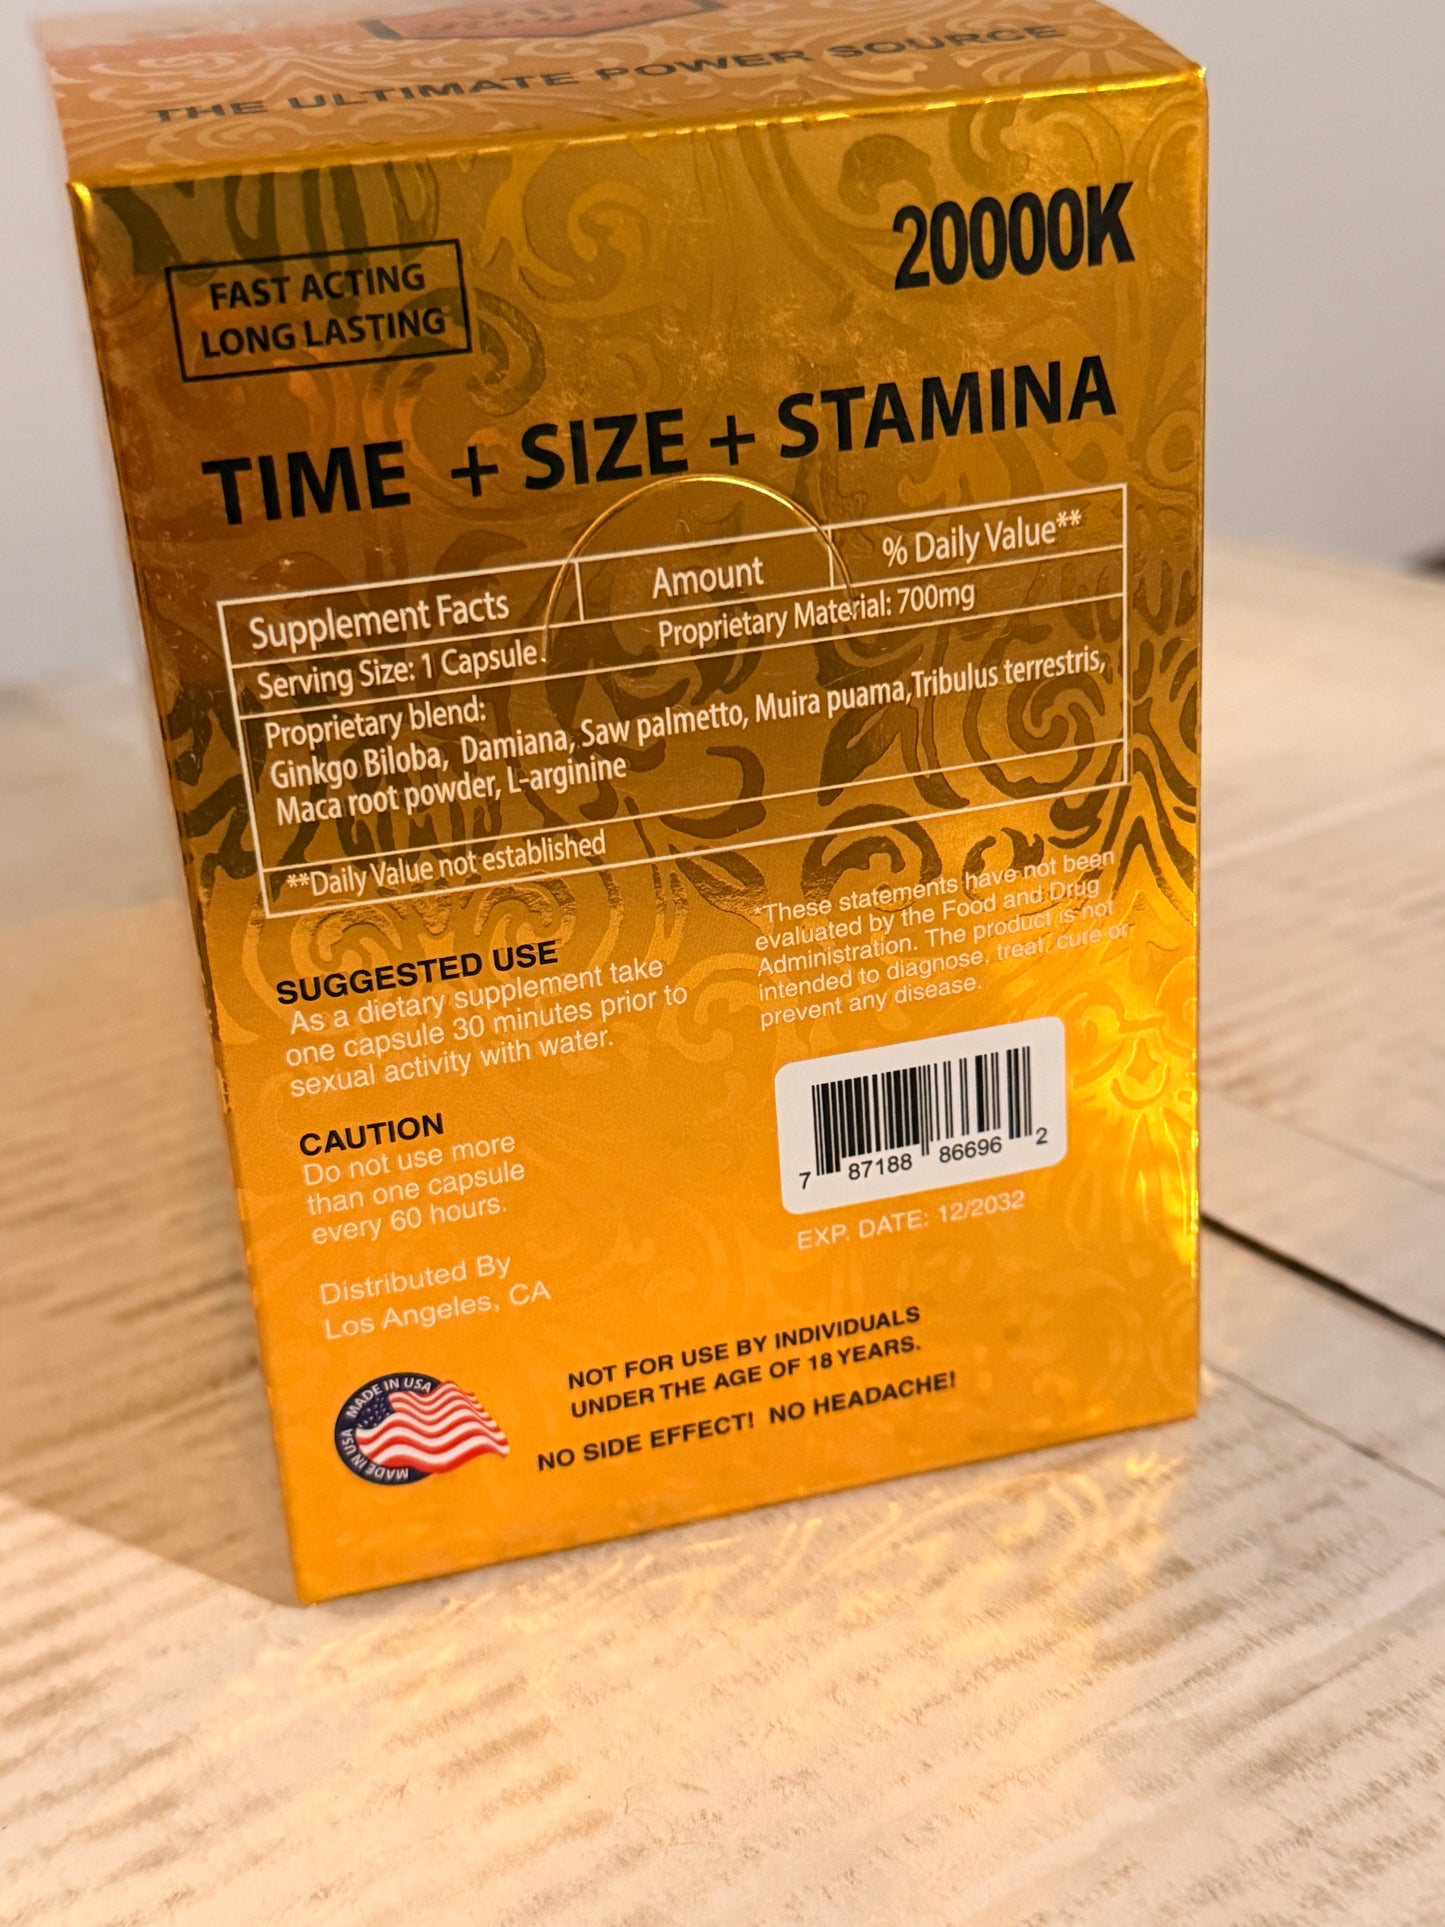 THE ULTIMATE POWER SOURCE
20000K
FAST ACTING
LONG LASTING
TIME + SIZE + STAMINA
Supplement Facts Amount % Daily Value**
Serving Size: 1 Capsule. Proprietary Material: 700mg
Proprietary blend:
Ginkgo Biloba, Damiana, Saw palmetto, Muira puama,Tribulus terrestris,
Maca root powder, L-arginine
**Daily Value not established
SUGGESTED USE
As a dietary supplement take
one capsule 30 minutes prior to
sexual activity with water.
*These statements have not been
evaluated by the Food and Drug
Administration. The product is not
intended to diagnose, treat, cure or
prevent any disease.
CAUTION
Do not use more
than one capsule
every 60 hours.
7 87188 86696 2
EXP. DATE: 12/2032
Distributed By
Los Angeles, CA
MADE IN USA
MADE IN USA
NOT FOR USE BY INDIVIDUALS
UNDER THE AGE OF 18 YEARS.
NO SIDE EFFECT! NO HEADACHE!